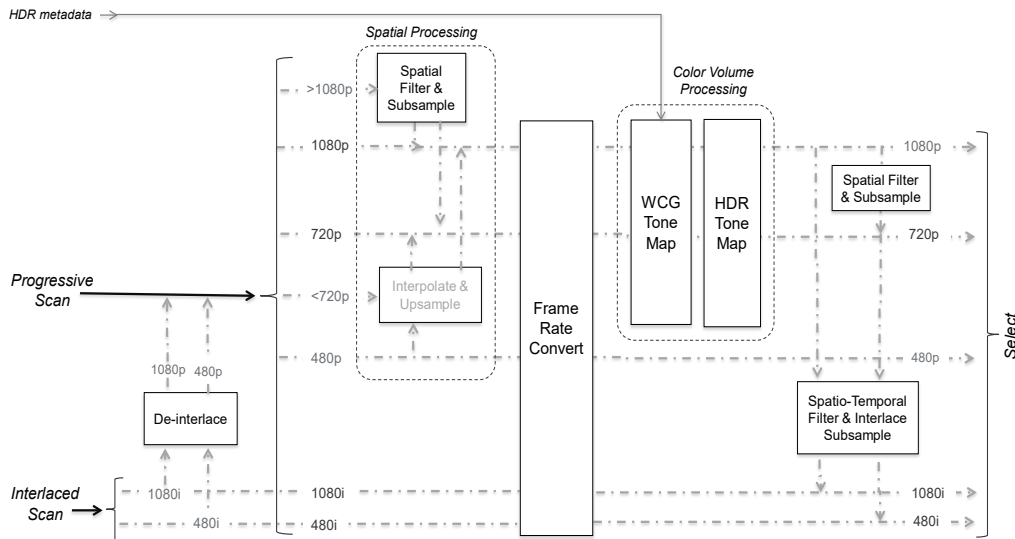 HDR metadata
Spatial Processing
Spatial
Filter &
Subsample
>1080p
Color Volume
Processing
1080p
1080p
WCG
Tone
Map
HDR
Tone
Map
Spatial Filter
& Subsample
720p
720p
Progressive
Scan
<720p
Interpolate &
Upsample
Frame
Rate
Convert
Select
480p
480p
1080p
480p
De-interlace
Spatio-Temporal
Filter & Interlace
Subsample
Interlaced
Scan
1080i
1080i
1080i
480i
480i
480i